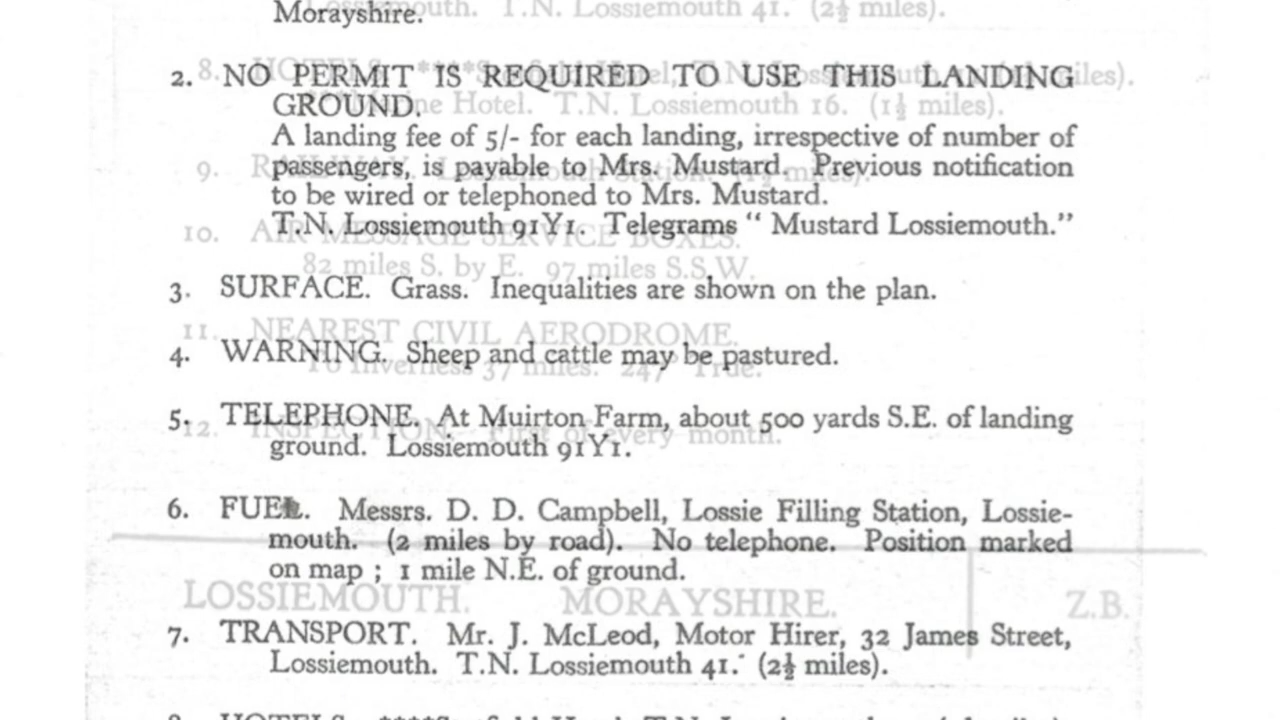 Morayshire.
2. NO PERMIT IS REQUIRED TO USE THIS LANDING
GROUND.
A landing fee of 5/- for each landing, irrespective of number of
passengers, is payable to Mrs. Mustard. Previous notification
to be wired or telephoned to Mrs. Mustard.
T.N. Lossiemouth 91Y1. Telegrams “ Mustard Lossiemouth.”
3. SURFACE. Grass. Inequalities are shown on the plan.
4. WARNING. Sheep and cattle may be pastured.
5. TELEPHONE. At Muirton Farm, about 500 yards S.E. of landing
ground. Lossiemouth 91Y1.
6. FUEL. Messrs. D. D. Campbell, Lossie Filling Station, Lossie-
mouth. (2 miles by road). No telephone. Position marked
on map ; 1 mile N.E. of ground.
LOSSIEMOUTH. MORAYSHIRE. Z.B.
7. TRANSPORT. Mr. J. McLeod, Motor Hirer, 32 James Street,
Lossiemouth. T.N. Lossiemouth 41. (2½ miles).